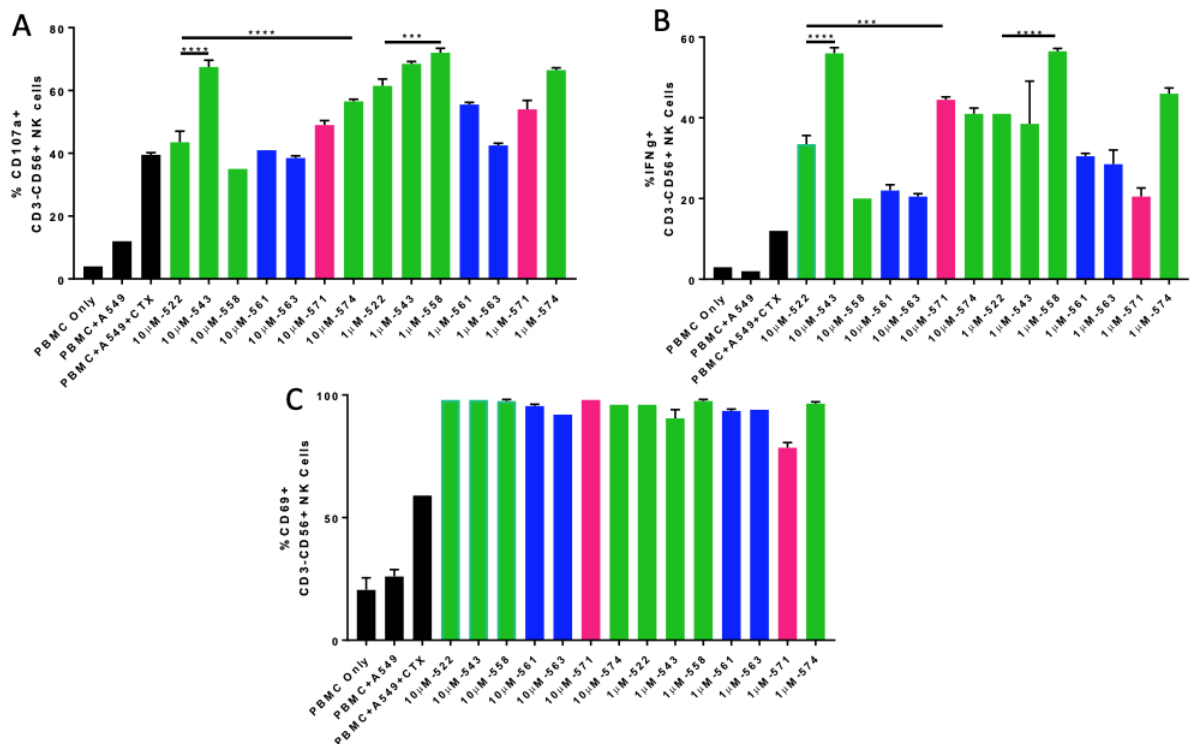 A
****
***
****
80
60
40
20
0
% CD107a+
CD3-CD56+ NK cells
PBMC Only
PBMC+A549
PBMC+A549+CTX
10μM-522
10μM-543
10μM-558
10μM-561
10μM-563
10μM-571
10μM-574
1μM-522
1μM-543
1μM-558
1μM-561
1μM-563
1μM-571
1μM-574
B
***
****
****
60
40
20
0
%IFNg+
CD3-CD56+ NK Cells
PBMC Only
PBMC+A549
PBMC+A549+CTX
10μM-522
10μM-543
10μM-558
10μM-561
10μM-563
10μM-571
10μM-574
1μM-522
1μM-543
1μM-558
1μM-561
1μM-563
1μM-571
1μM-574
C
100
50
0
%CD69+
CD3-CD56+ NK Cells
PBMC Only
PBMC+A549
PBMC+A549+CTX
10μM-522
10μM-543
10μM-558
10μM-561
10μM-563
10μM-571
10μM-574
1μM-522
1μM-543
1μM-558
1μM-561
1μM-563
1μM-571
1μM-574